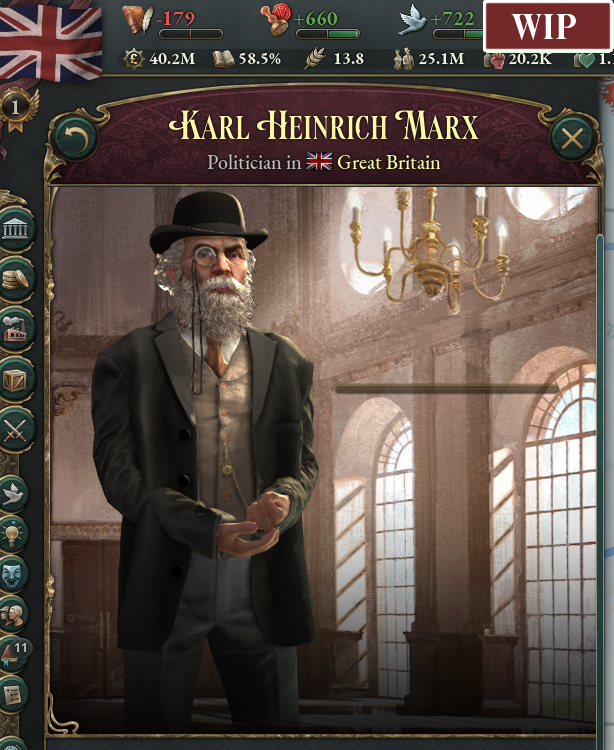 -179 +660 +722 WIP
40.2M 58.5% 13.8 25.1M 20.2K
1
KARL HEINRICH MARX
Politician in Great Britain
11